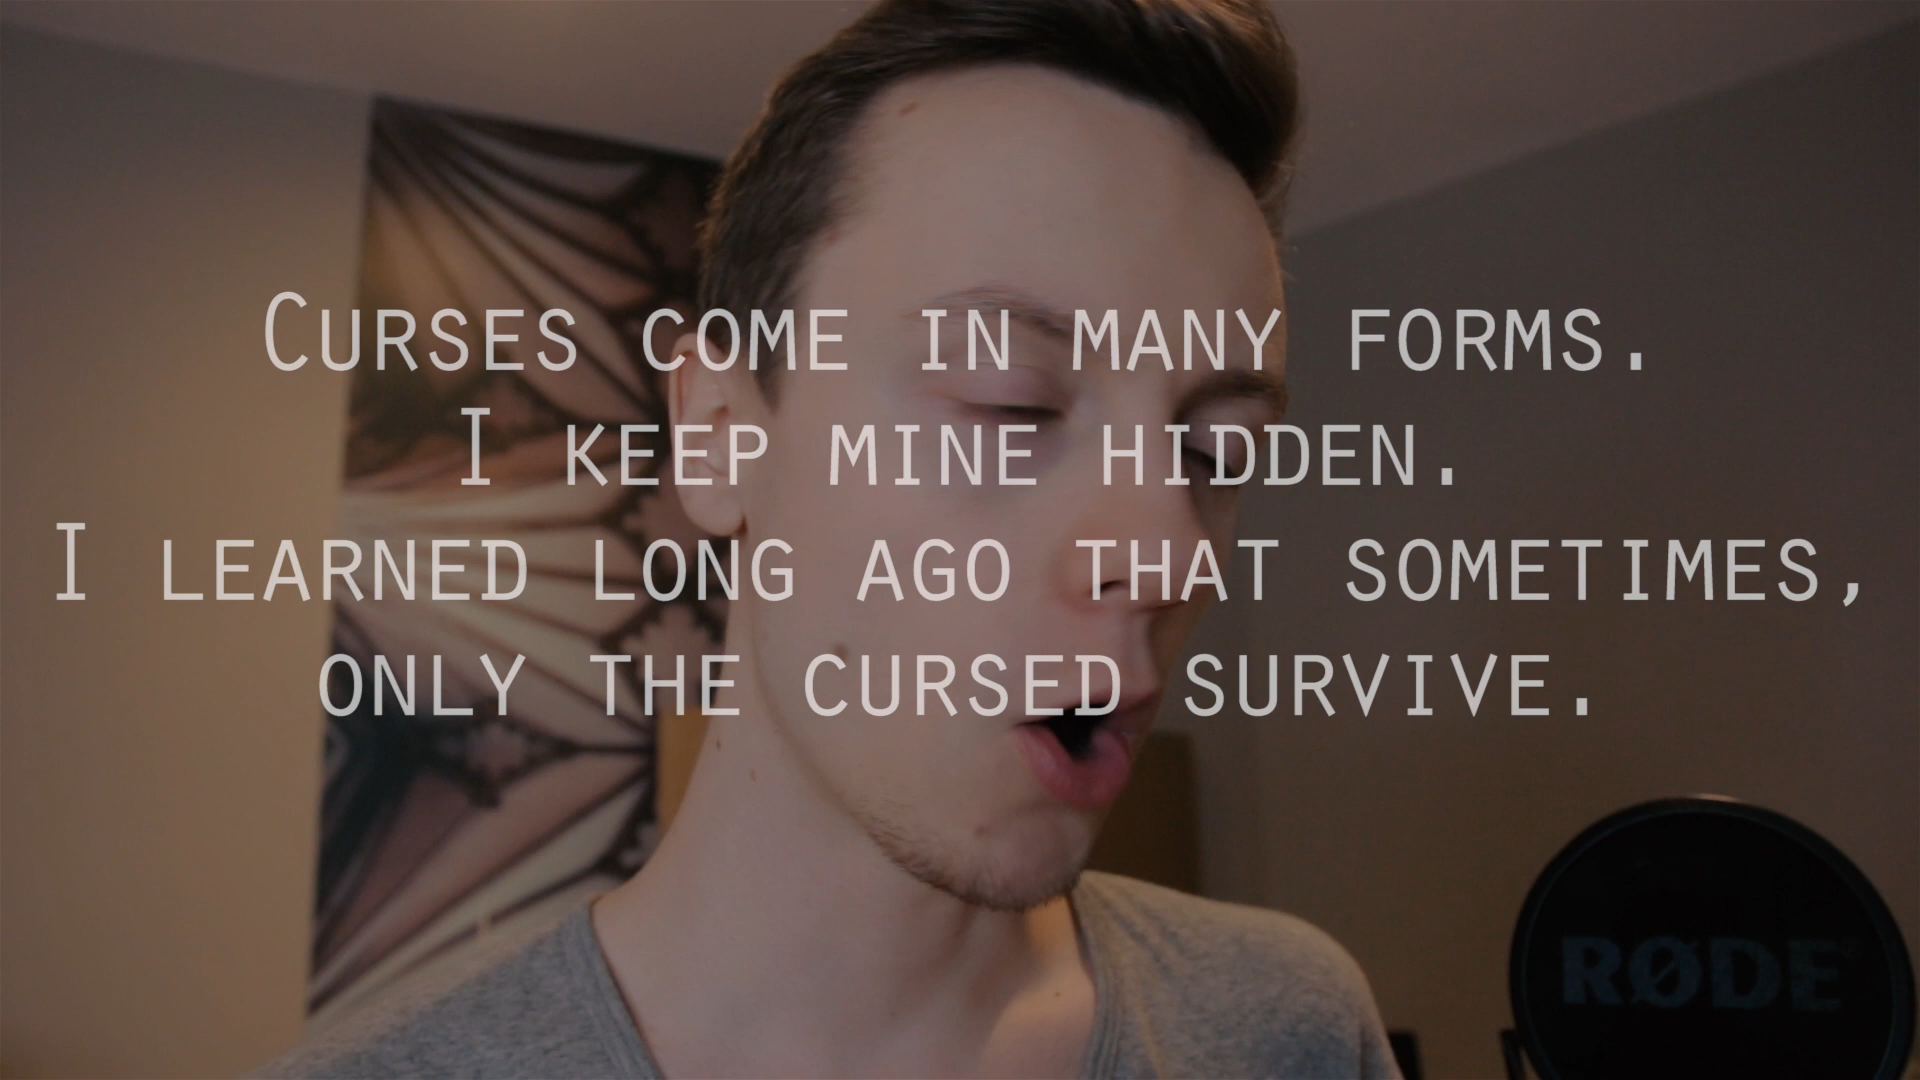 Curses come in many forms.
I keep mine hidden.
I learned long ago that sometimes,
only the cursed survive.
RØDE